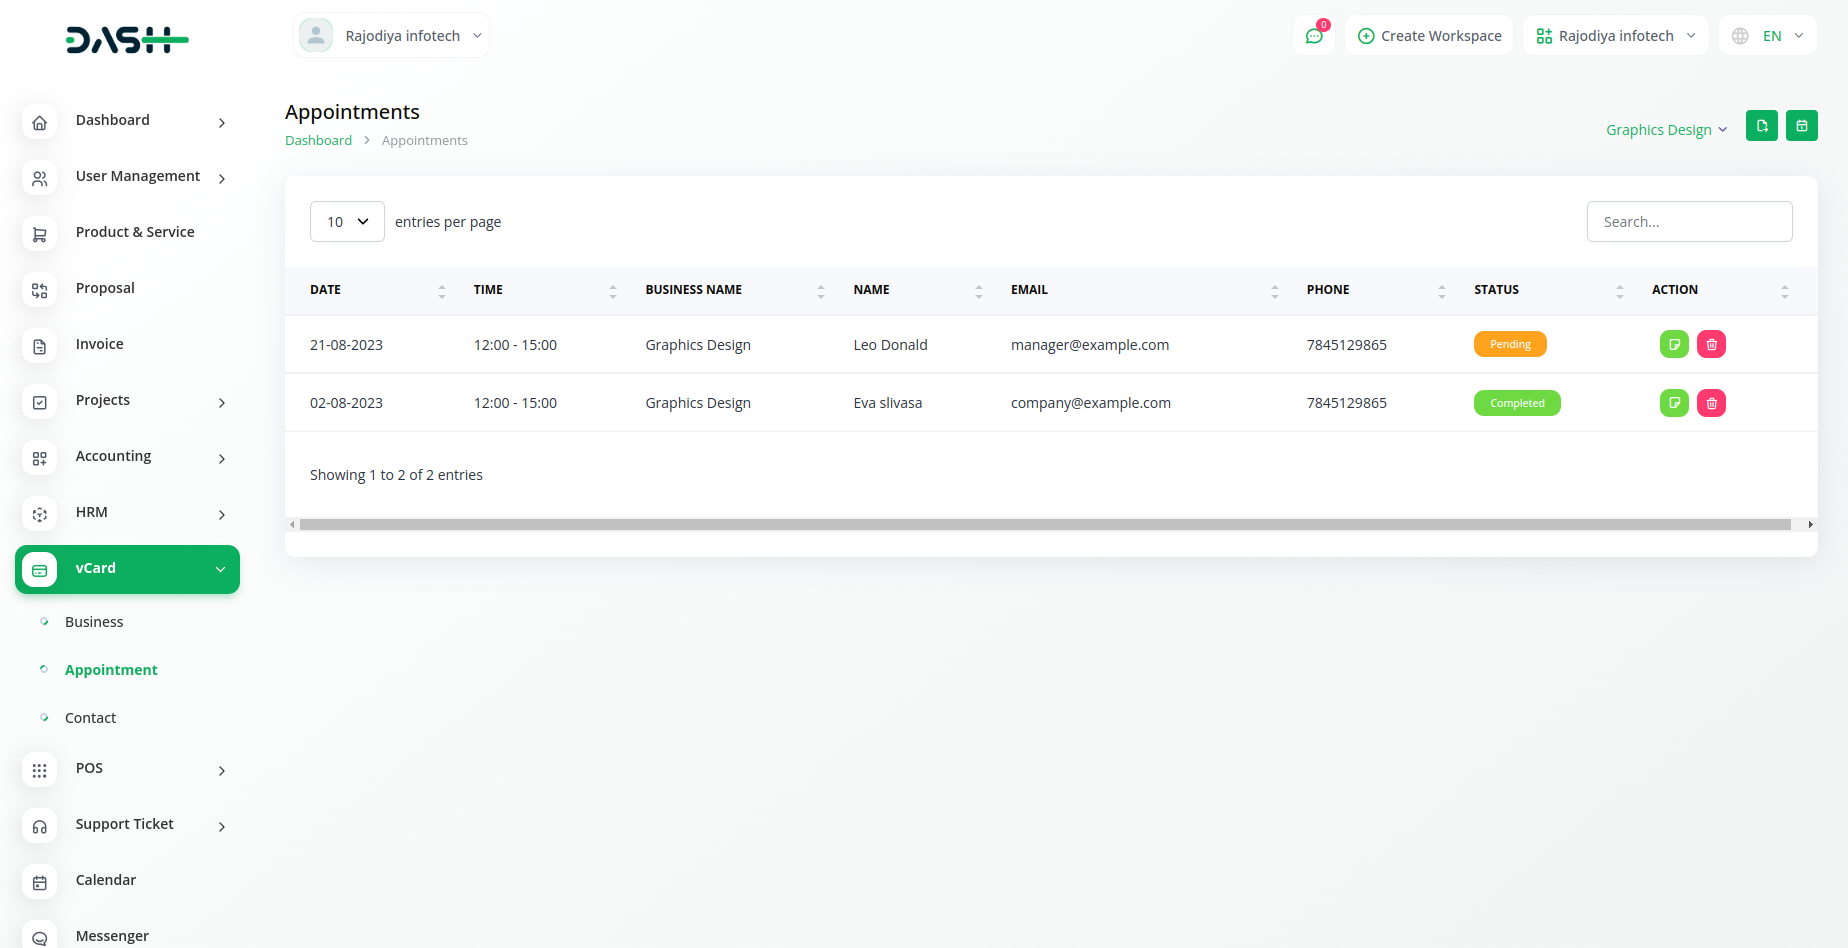 DASH
Rajodiya infotech
0
Create Workspace
Rajodiya infotech
EN
Dashboard
User Management
Product & Service
Proposal
Invoice
Projects
Accounting
HRM
vCard
Business
Appointment
Contact
POS
Support Ticket
Calendar
Messenger
Appointments
Dashboard > Appointments
Graphics Design
10 entries per page
Search...
DATE TIME BUSINESS NAME NAME EMAIL PHONE STATUS ACTION
21-08-2023 12:00 - 15:00 Graphics Design Leo Donald manager@example.com 7845129865 Pending
02-08-2023 12:00 - 15:00 Graphics Design Eva slivasa company@example.com 7845129865 Completed
Showing 1 to 2 of 2 entries